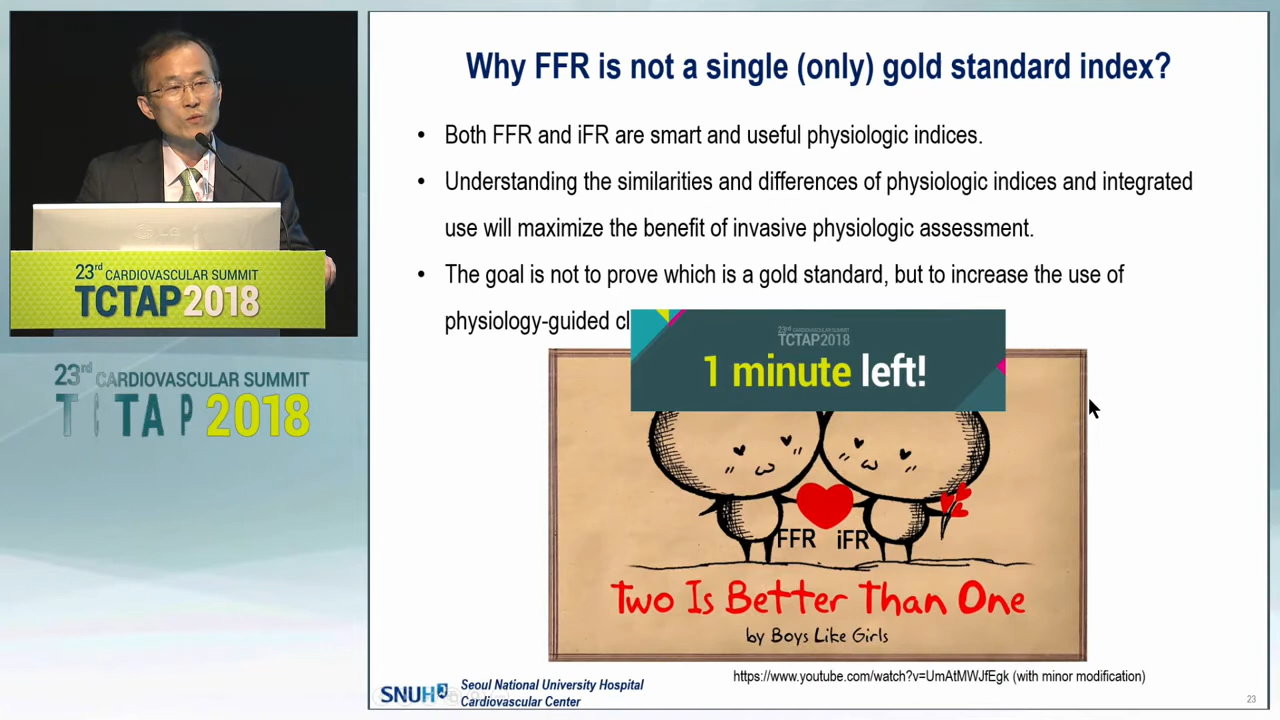 Why FFR is not a single (only) gold standard index?
• Both FFR and iFR are smart and useful physiologic indices.
• Understanding the similarities and differences of physiologic indices and integrated
use will maximize the benefit of invasive physiologic assessment.
• The goal is not to prove which is a gold standard, but to increase the use of
physiology-guided cl
23rd CARDIOVASCULAR SUMMIT
TCTAP2018
1 minute left!
FFR iFR
Two Is Better Than One
by Boys Like Girls
https://www.youtube.com/watch?v=UmAtMWJfEgk (with minor modification)
SNUH
Seoul National University Hospital
Cardiovascular Center
23
LG
23rd CARDIOVASCULAR SUMMIT
TCTAP2018
23rd CARDIOVASCULAR SUMMIT
TCTAP 2018